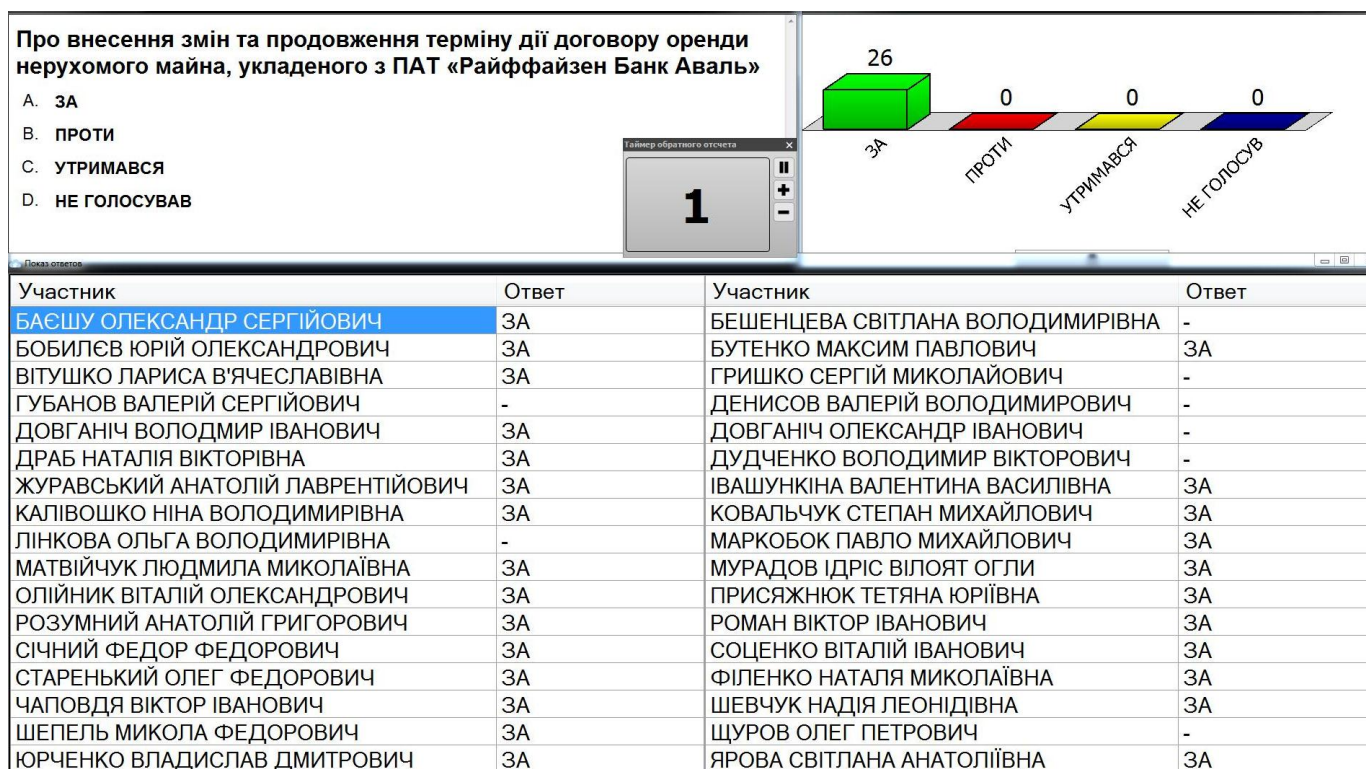 Про внесення змін та продовження терміну дії договору оренди
нерухомого майна, укладеного з ПАТ «Райффайзен Банк Аваль»
A. ЗА
B. ПРОТИ
C. УТРИМАВСЯ
D. НЕ ГОЛОСУВАВ
Таймер обратного отсчета
1
26
0
0
0
ЗА
ПРОТИ
УТРИМАВСЯ
НЕ ГОЛОСУВ
Показ ответов
Участник Ответ Участник Ответ
БАЄШУ ОЛЕКСАНДР СЕРГІЙОВИЧ ЗА БЕШЕНЦЕВА СВІТЛАНА ВОЛОДИМИРІВНА -
БОБИЛЄВ ЮРІЙ ОЛЕКСАНДРОВИЧ ЗА БУТЕНКО МАКСИМ ПАВЛОВИЧ ЗА
ВІТУШКО ЛАРИСА В'ЯЧЕСЛАВІВНА ЗА ГРИШКО СЕРГІЙ МИКОЛАЙОВИЧ -
ГУБАНОВ ВАЛЕРІЙ СЕРГІЙОВИЧ - ДЕНИСОВ ВАЛЕРІЙ ВОЛОДИМИРОВИЧ -
ДОВГАНІЧ ВОЛОДМИР ІВАНОВИЧ ЗА ДОВГАНІЧ ОЛЕКСАНДР ІВАНОВИЧ -
ДРАБ НАТАЛІЯ ВІКТОРІВНА ЗА ДУДЧЕНКО ВОЛОДИМИР ВІКТОРОВИЧ -
ЖУРАВСЬКИЙ АНАТОЛІЙ ЛАВРЕНТІЙОВИЧ ЗА ІВАШУНКІНА ВАЛЕНТИНА ВАСИЛІВНА ЗА
КАЛІВОШКО НІНА ВОЛОДИМИРІВНА ЗА КОВАЛЬЧУК СТЕПАН МИХАЙЛОВИЧ ЗА
ЛІНКОВА ОЛЬГА ВОЛОДИМИРІВНА - МАРКОБОК ПАВЛО МИХАЙЛОВИЧ ЗА
МАТВІЙЧУК ЛЮДМИЛА МИКОЛАЇВНА ЗА МУРАДОВ ІДРІС ВІЛОЯТ ОГЛИ ЗА
ОЛІЙНИК ВІТАЛІЙ ОЛЕКСАНДРОВИЧ ЗА ПРИСЯЖНЮК ТЕТЯНА ЮРІЇВНА ЗА
РОЗУМНИЙ АНАТОЛІЙ ГРИГОРОВИЧ ЗА РОМАН ВІКТОР ІВАНОВИЧ ЗА
СІЧНИЙ ФЕДОР ФЕДОРОВИЧ ЗА СОЦЕНКО ВІТАЛІЙ ІВАНОВИЧ ЗА
СТАРЕНЬКИЙ ОЛЕГ ФЕДОРОВИЧ ЗА ФІЛЕНКО НАТАЛЯ МИКОЛАЇВНА ЗА
ЧАПОВДЯ ВІКТОР ІВАНОВИЧ ЗА ШЕВЧУК НАДІЯ ЛЕОНІДІВНА ЗА
ШЕПЕЛЬ МИКОЛА ФЕДОРОВИЧ ЗА ЩУРОВ ОЛЕГ ПЕТРОВИЧ -
ЮРЧЕНКО ВЛАДИСЛАВ ДМИТРОВИЧ ЗА ЯРОВА СВІТЛАНА АНАТОЛІЇВНА ЗА